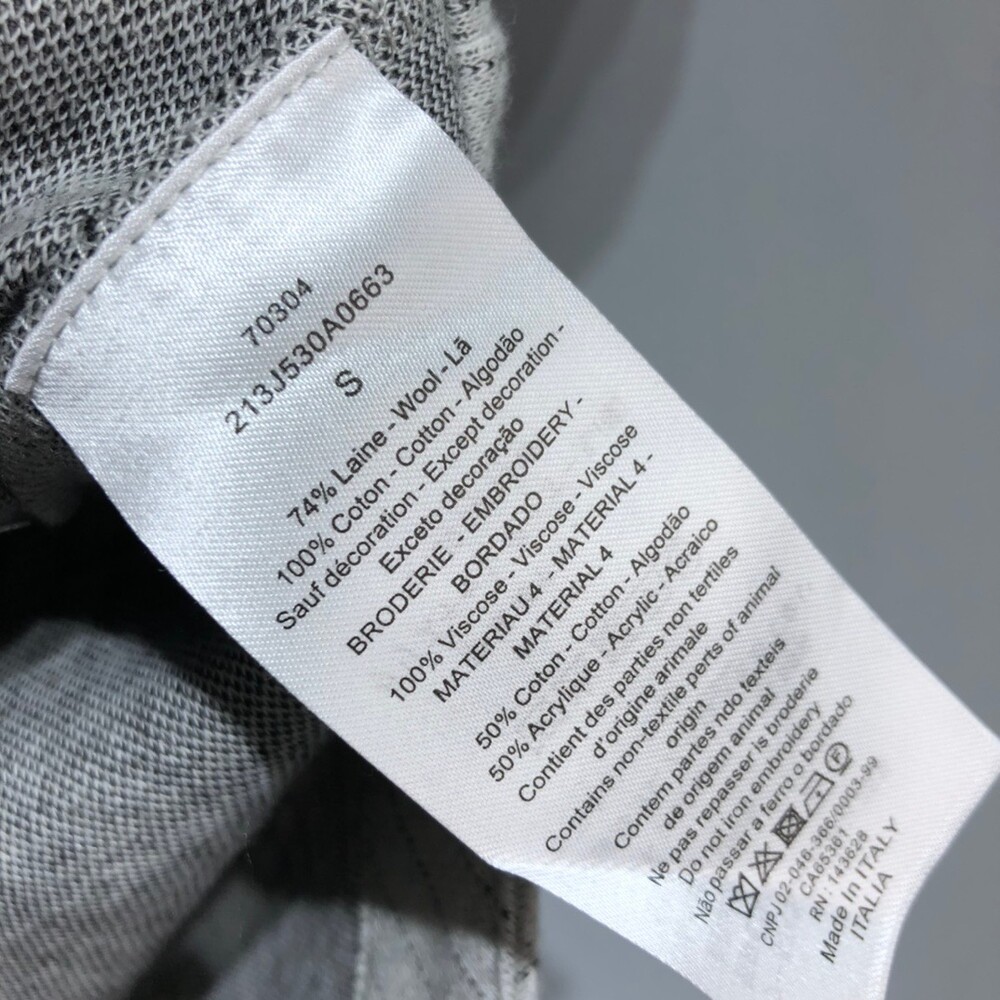 70304
213J530A0663
S
74% Laine - Wool - Lã
100% Coton - Cotton - Algodão
Sauf décoration - Except decoration -
Exceto decoração
BRODERIE - EMBROIDERY -
BORDADO
100% Viscose - Viscose - Viscose
MATERIAU 4 - MATERIAL 4 -
MATERIAL 4
50% Coton - Cotton - Algodão
50% Acrylique - Acrylic - Acraico
Contient des parties non tertiles
d'origine animale
Contains non-textile perts of animal
origin
Contem partes ndo texteis
de origem animal
Ne pas repasser is broderie
Do not iron embroidery
Não passar a ferro o bordado
P
CNPJ 02-046-366/0003-99
CA65361
RN: 143628
Made in ITALY
ITALIA